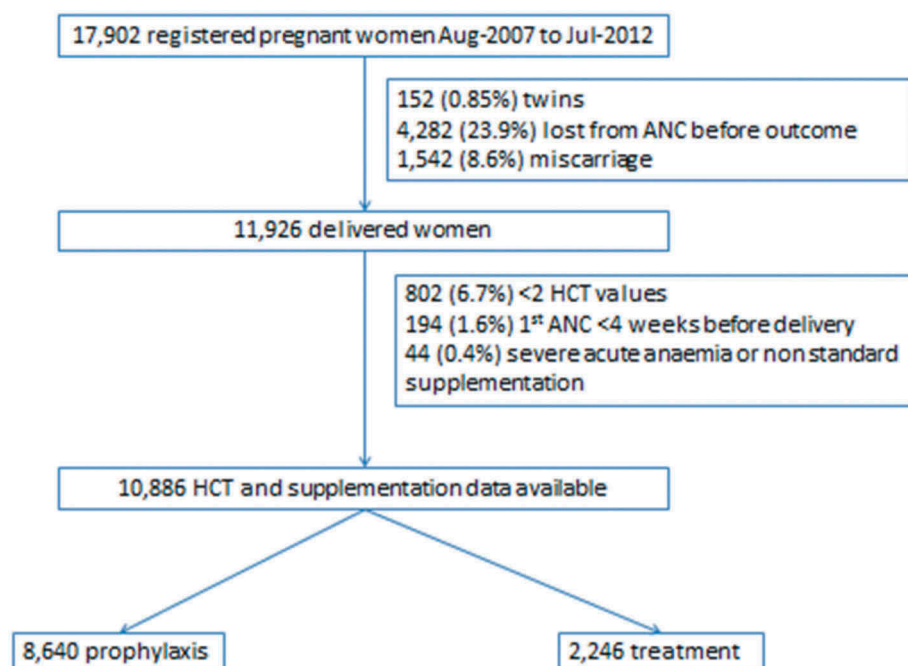 17,902 registered pregnant women Aug-2007 to Jul-2012
152 (0.85%) twins
4,282 (23.9%) lost from ANC before outcome
1,542 (8.6%) miscarriage
11,926 delivered women
802 (6.7%) <2 HCT values
194 (1.6%) 1st ANC <4 weeks before delivery
44 (0.4%) severe acute anaemia or non standard
supplementation
10,886 HCT and supplementation data available
8,640 prophylaxis
2,246 treatment